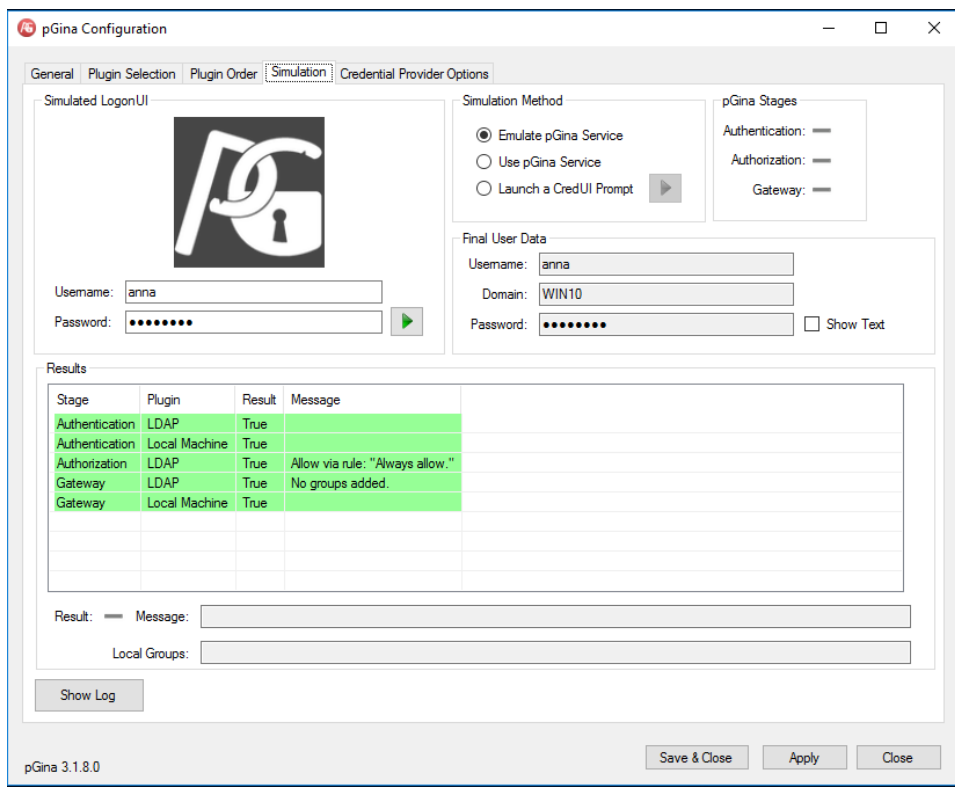 pGina Configuration
General Plugin Selection Plugin Order Simulation Credential Provider Options
Simulated LogonUI
PG
Username: anna
Password: ●●●●●●●●
Simulation Method
Emulate pGina Service
Use pGina Service
Launch a CredUI Prompt
pGina Stages
Authentication:
Authorization:
Gateway:
Final User Data
Username: anna
Domain: WIN10
Password: ●●●●●●●● Show Text
Results
Stage Plugin Result Message
Authentication LDAP True
Authentication Local Machine True
Authorization LDAP True Allow via rule: "Always allow."
Gateway LDAP True No groups added.
Gateway Local Machine True
Result: Message:
Local Groups:
Show Log
pGina 3.1.8.0
Save & Close Apply Close